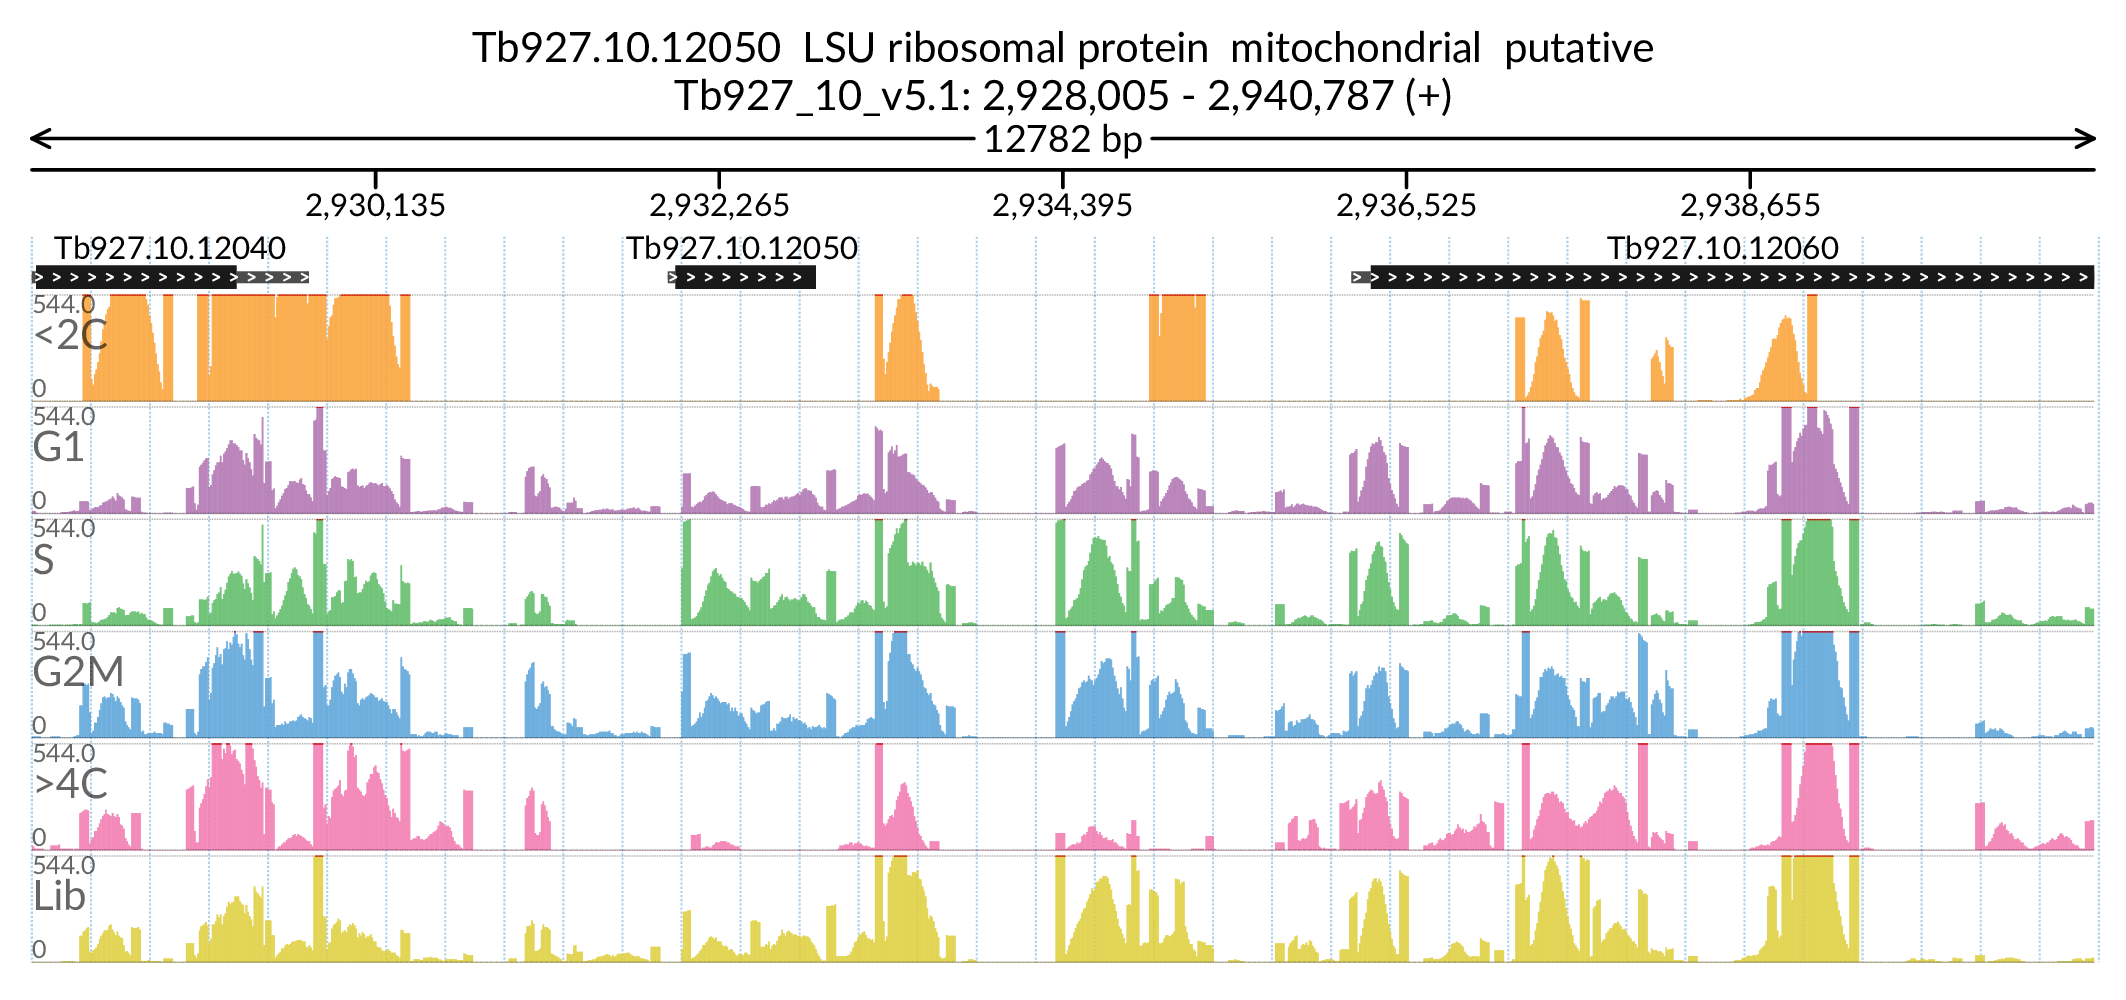 Tb927.10.12050 LSU ribosomal protein mitochondrial putative
Tb927_10_v5.1: 2,928,005 - 2,940,787 (+)
12782 bp
2,930,135 2,932,265 2,934,395 2,936,525 2,938,655
Tb927.10.12040 Tb927.10.12050 Tb927.10.12060
544.0
<2C
0
544.0
G1
0
544.0
S
0
544.0
G2M
0
544.0
>4C
0
544.0
Lib
0